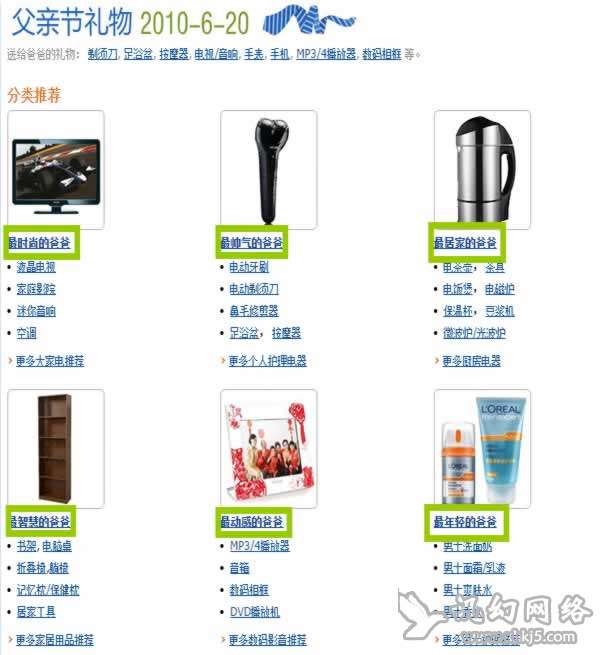 父亲节礼物 2010-6-20
送给爸爸的礼物: 剃须刀, 足浴盆, 按摩器, 电视/音响, 手表, 手机, MP3/4播放器, 数码相框 等。
分类推荐
最时尚的爸爸 最帅气的爸爸 最居家的爸爸
• 液晶电视 • 电动牙刷 • 电茶壶, 茶具
• 家庭影院 • 电动剃须刀 • 电饭煲, 电磁炉
• 迷你音响 • 鼻毛修剪器 • 保温杯, 豆浆机
• 空调 • 足浴盆, 按摩器 • 微波炉/光波炉
› 更多大家电推荐 › 更多个人护理电器 › 更多厨房电器
L'OREAL
L'OREAL
最智慧的爸爸 最动感的爸爸 最年轻的爸爸
• 书架, 电脑桌 • MP3/4播放器 • 男士洗面奶
• 折叠椅, 躺椅 • 音箱 • 男士面霜/乳液
• 记忆枕/保健枕 • 数码相框 • 男士爽肤水
• 居家工具 • DVD播放机 • 男士
› 更多家居用品推荐 › 更多数码影音推荐 › 更多
幻网络